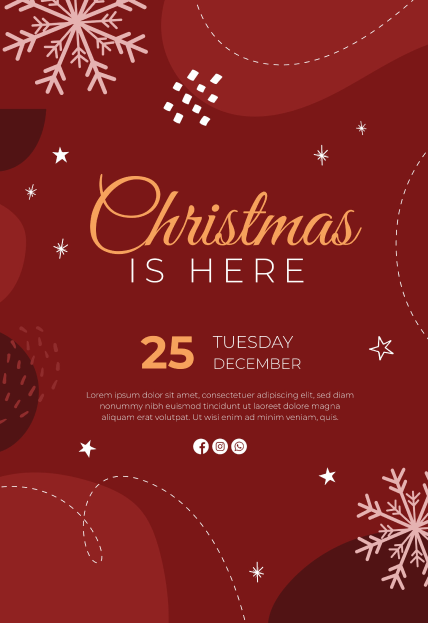 Christmas
IS HERE
25 TUESDAY
DECEMBER
Lorem ipsum dolor sit amet, consectetuer adipiscing elit, sed diam
nonummy nibh euismod tincidunt ut laoreet dolore magna
aliquam erat volutpat. Ut wisi enim ad minim veniam, quis.